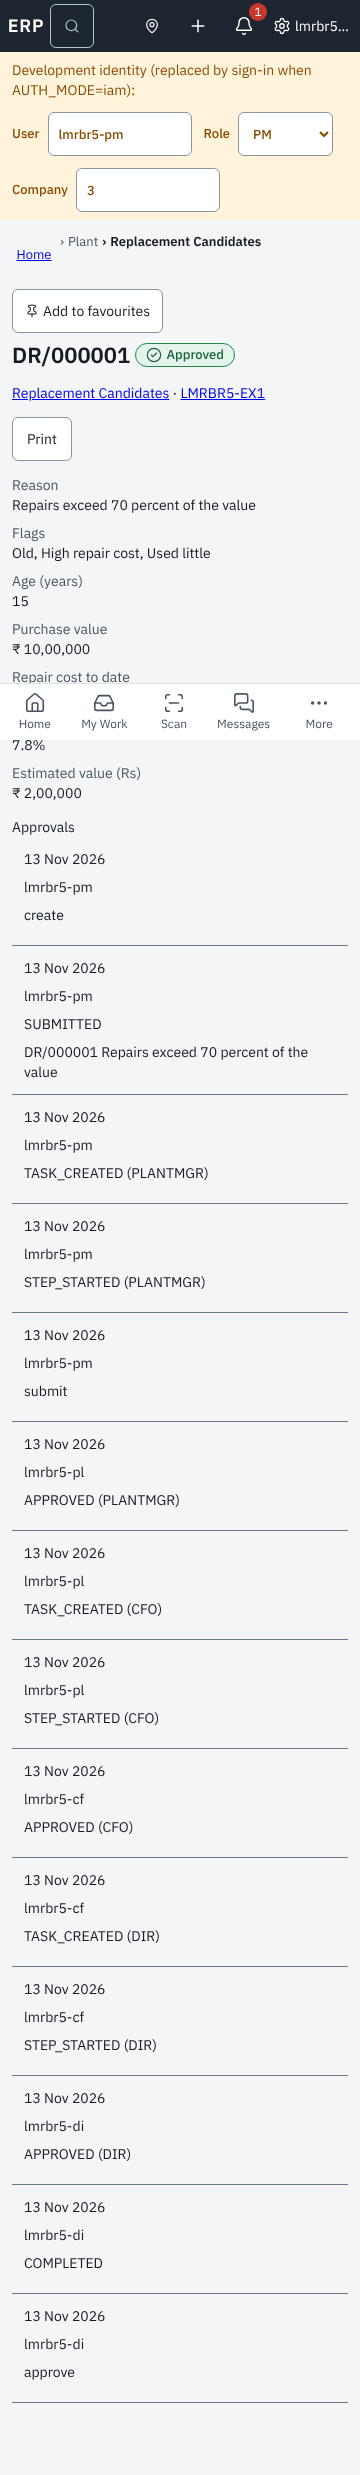 ERP
1
lmrbr5...
Development identity (replaced by sign-in when
AUTH_MODE=iam):
User lmrbr5-pm Role PM
Company 3
Home › Plant › Replacement Candidates
Add to favourites
DR/000001 Approved
Replacement Candidates · LMRBR5-EX1
Print
Reason
Repairs exceed 70 percent of the value
Flags
Old, High repair cost, Used little
Age (years)
15
Purchase value
₹ 10,00,000
Repair cost to date
Home My Work Scan Messages More
7.8%
Estimated value (Rs)
₹ 2,00,000
Approvals
13 Nov 2026
lmrbr5-pm
create
13 Nov 2026
lmrbr5-pm
SUBMITTED
DR/000001 Repairs exceed 70 percent of the
value
13 Nov 2026
lmrbr5-pm
TASK_CREATED (PLANTMGR)
13 Nov 2026
lmrbr5-pm
STEP_STARTED (PLANTMGR)
13 Nov 2026
lmrbr5-pm
submit
13 Nov 2026
lmrbr5-pl
APPROVED (PLANTMGR)
13 Nov 2026
lmrbr5-pl
TASK_CREATED (CFO)
13 Nov 2026
lmrbr5-pl
STEP_STARTED (CFO)
13 Nov 2026
lmrbr5-cf
APPROVED (CFO)
13 Nov 2026
lmrbr5-cf
TASK_CREATED (DIR)
13 Nov 2026
lmrbr5-cf
STEP_STARTED (DIR)
13 Nov 2026
lmrbr5-di
APPROVED (DIR)
13 Nov 2026
lmrbr5-di
COMPLETED
13 Nov 2026
lmrbr5-di
approve